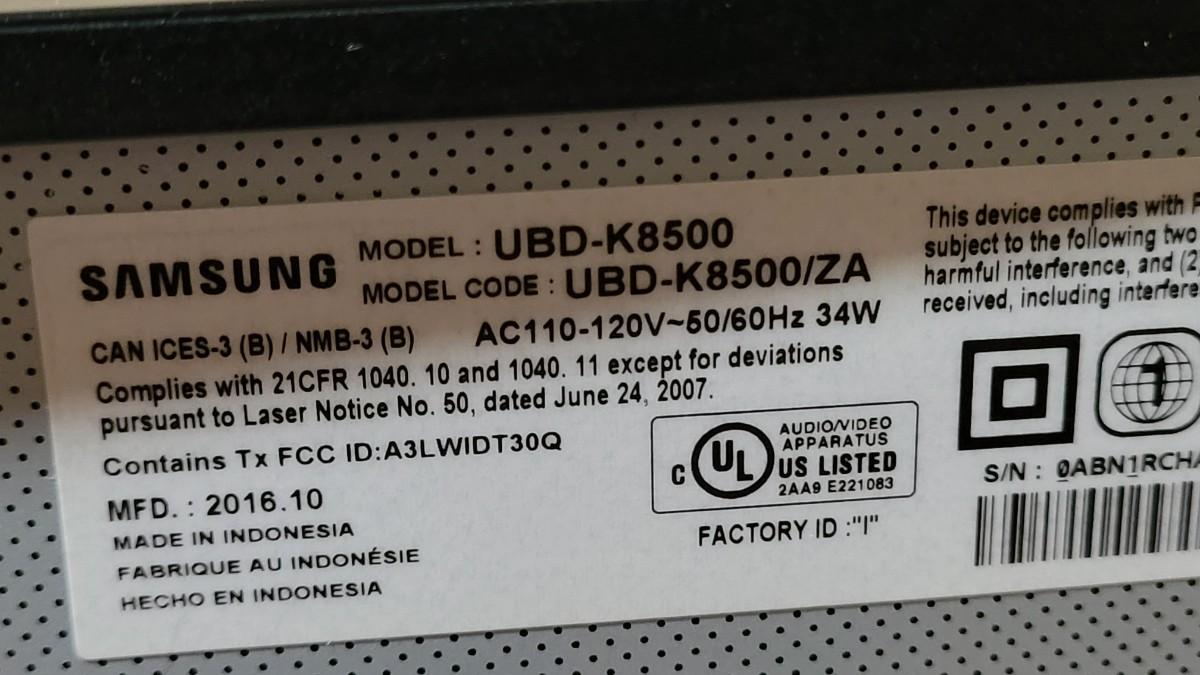 SAMSUNG
MODEL : UBD-K8500
MODEL CODE : UBD-K8500/ZA
CAN ICES-3 (B) / NMB-3 (B) AC110-120V~50/60Hz 34W
Complies with 21CFR 1040. 10 and 1040. 11 except for deviations
pursuant to Laser Notice No. 50, dated June 24, 2007.
Contains Tx FCC ID:A3LWIDT30Q
MFD. : 2016.10
MADE IN INDONESIA
FABRIQUE AU INDONÉSIE
HECHO EN INDONESIA
C UL
AUDIO/VIDEO
APPARATUS
US LISTED
2AA9 E221083
FACTORY ID :"I"
This device complies with
subject to the following two
harmful interference, and (2
received, including interfere
1
S/N : 0ABN1RCH